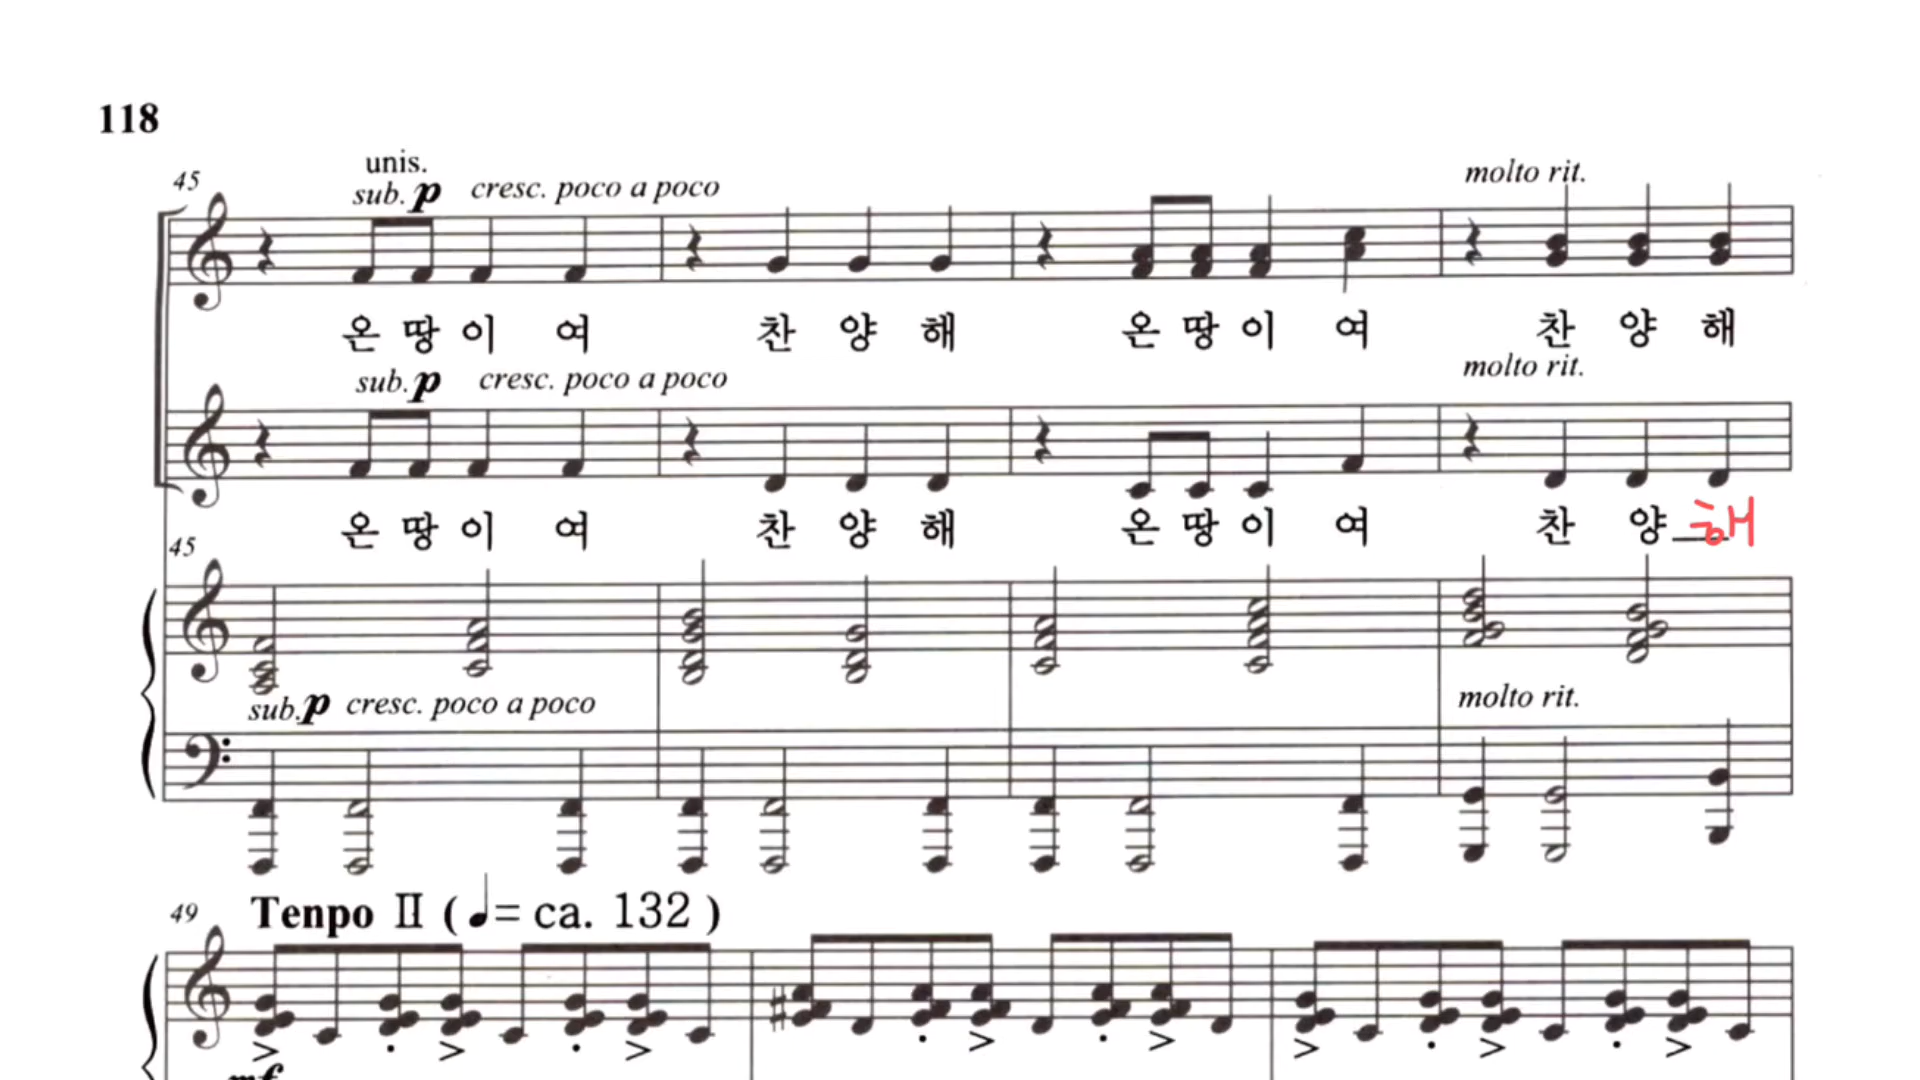 118
unis.
45 sub. p cresc. poco a poco molto rit.
온 땅 이 여 찬 양 해 온 땅 이 여 찬 양 해
sub. p cresc. poco a poco molto rit.
온 땅 이 여 찬 양 해 온 땅 이 여 찬 양 해
45
sub. p cresc. poco a poco molto rit.
49 Tenpo II ( ♩= ca. 132 )
mf